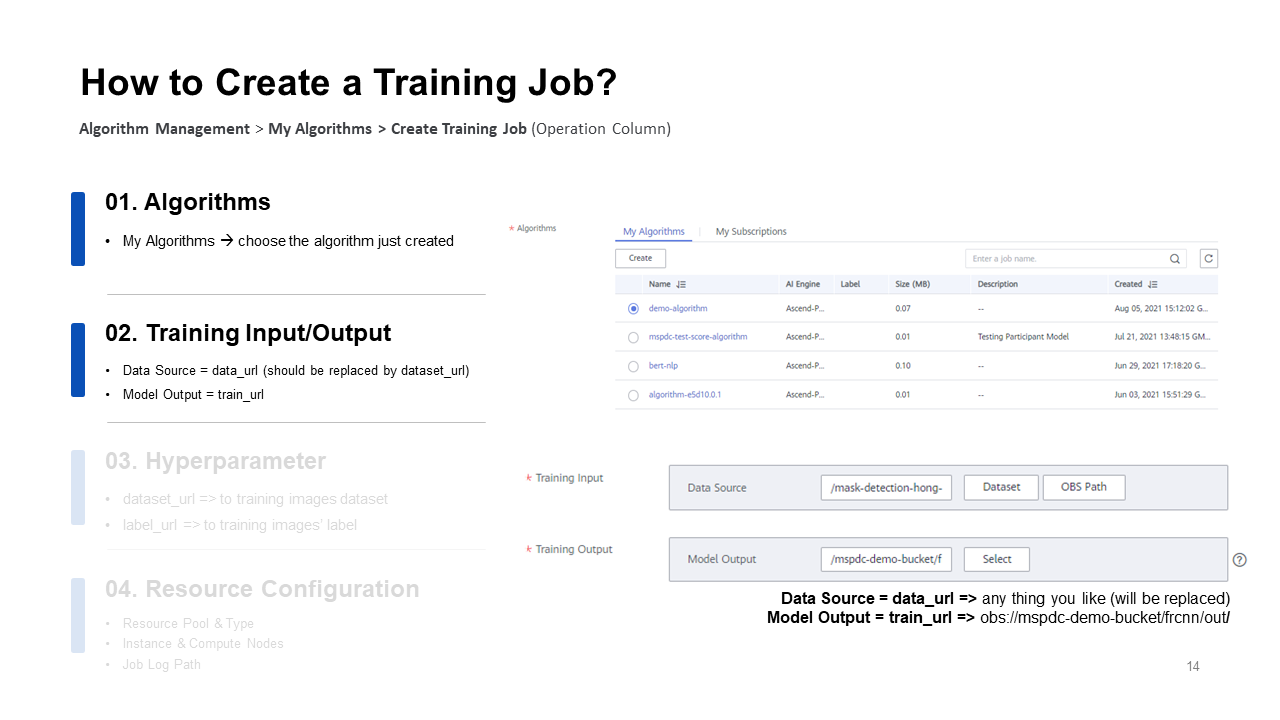 How to Create a Training Job?
Algorithm Management > My Algorithms > Create Training Job (Operation Column)
01. Algorithms
• My Algorithms → choose the algorithm just created
02. Training Input/Output
• Data Source = data_url (should be replaced by dataset_url)
• Model Output = train_url
03. Hyperparameter
• dataset_url => to training images dataset
• label_url => to training images' label
04. Resource Configuration
• Resource Pool & Type
• Instance & Compute Nodes
• Job Log Path
* Algorithms
My Algorithms | My Subscriptions
Create
Enter a job name.
Name AI Engine Label Size (MB) Description Created
demo-algorithm Ascend-P... 0.07 -- Aug 05, 2021 15:12:02 G...
mspdc-test-score-algorithm Ascend-P... 0.01 Testing Participant Model Jul 21, 2021 13:48:15 GM...
bert-nlp Ascend-P... 0.10 -- Jun 29, 2021 17:18:20 G...
algorithm-e5d10.0.1 Ascend-P... 0.01 -- Jun 03, 2021 15:51:29 G...
* Training Input
Data Source /mask-detection-hong- Dataset OBS Path
* Training Output
Model Output /mspdc-demo-bucket/f Select ?
Data Source = data_url => any thing you like (will be replaced)
Model Output = train_url => obs://mspdc-demo-bucket/frcnn/out/
14